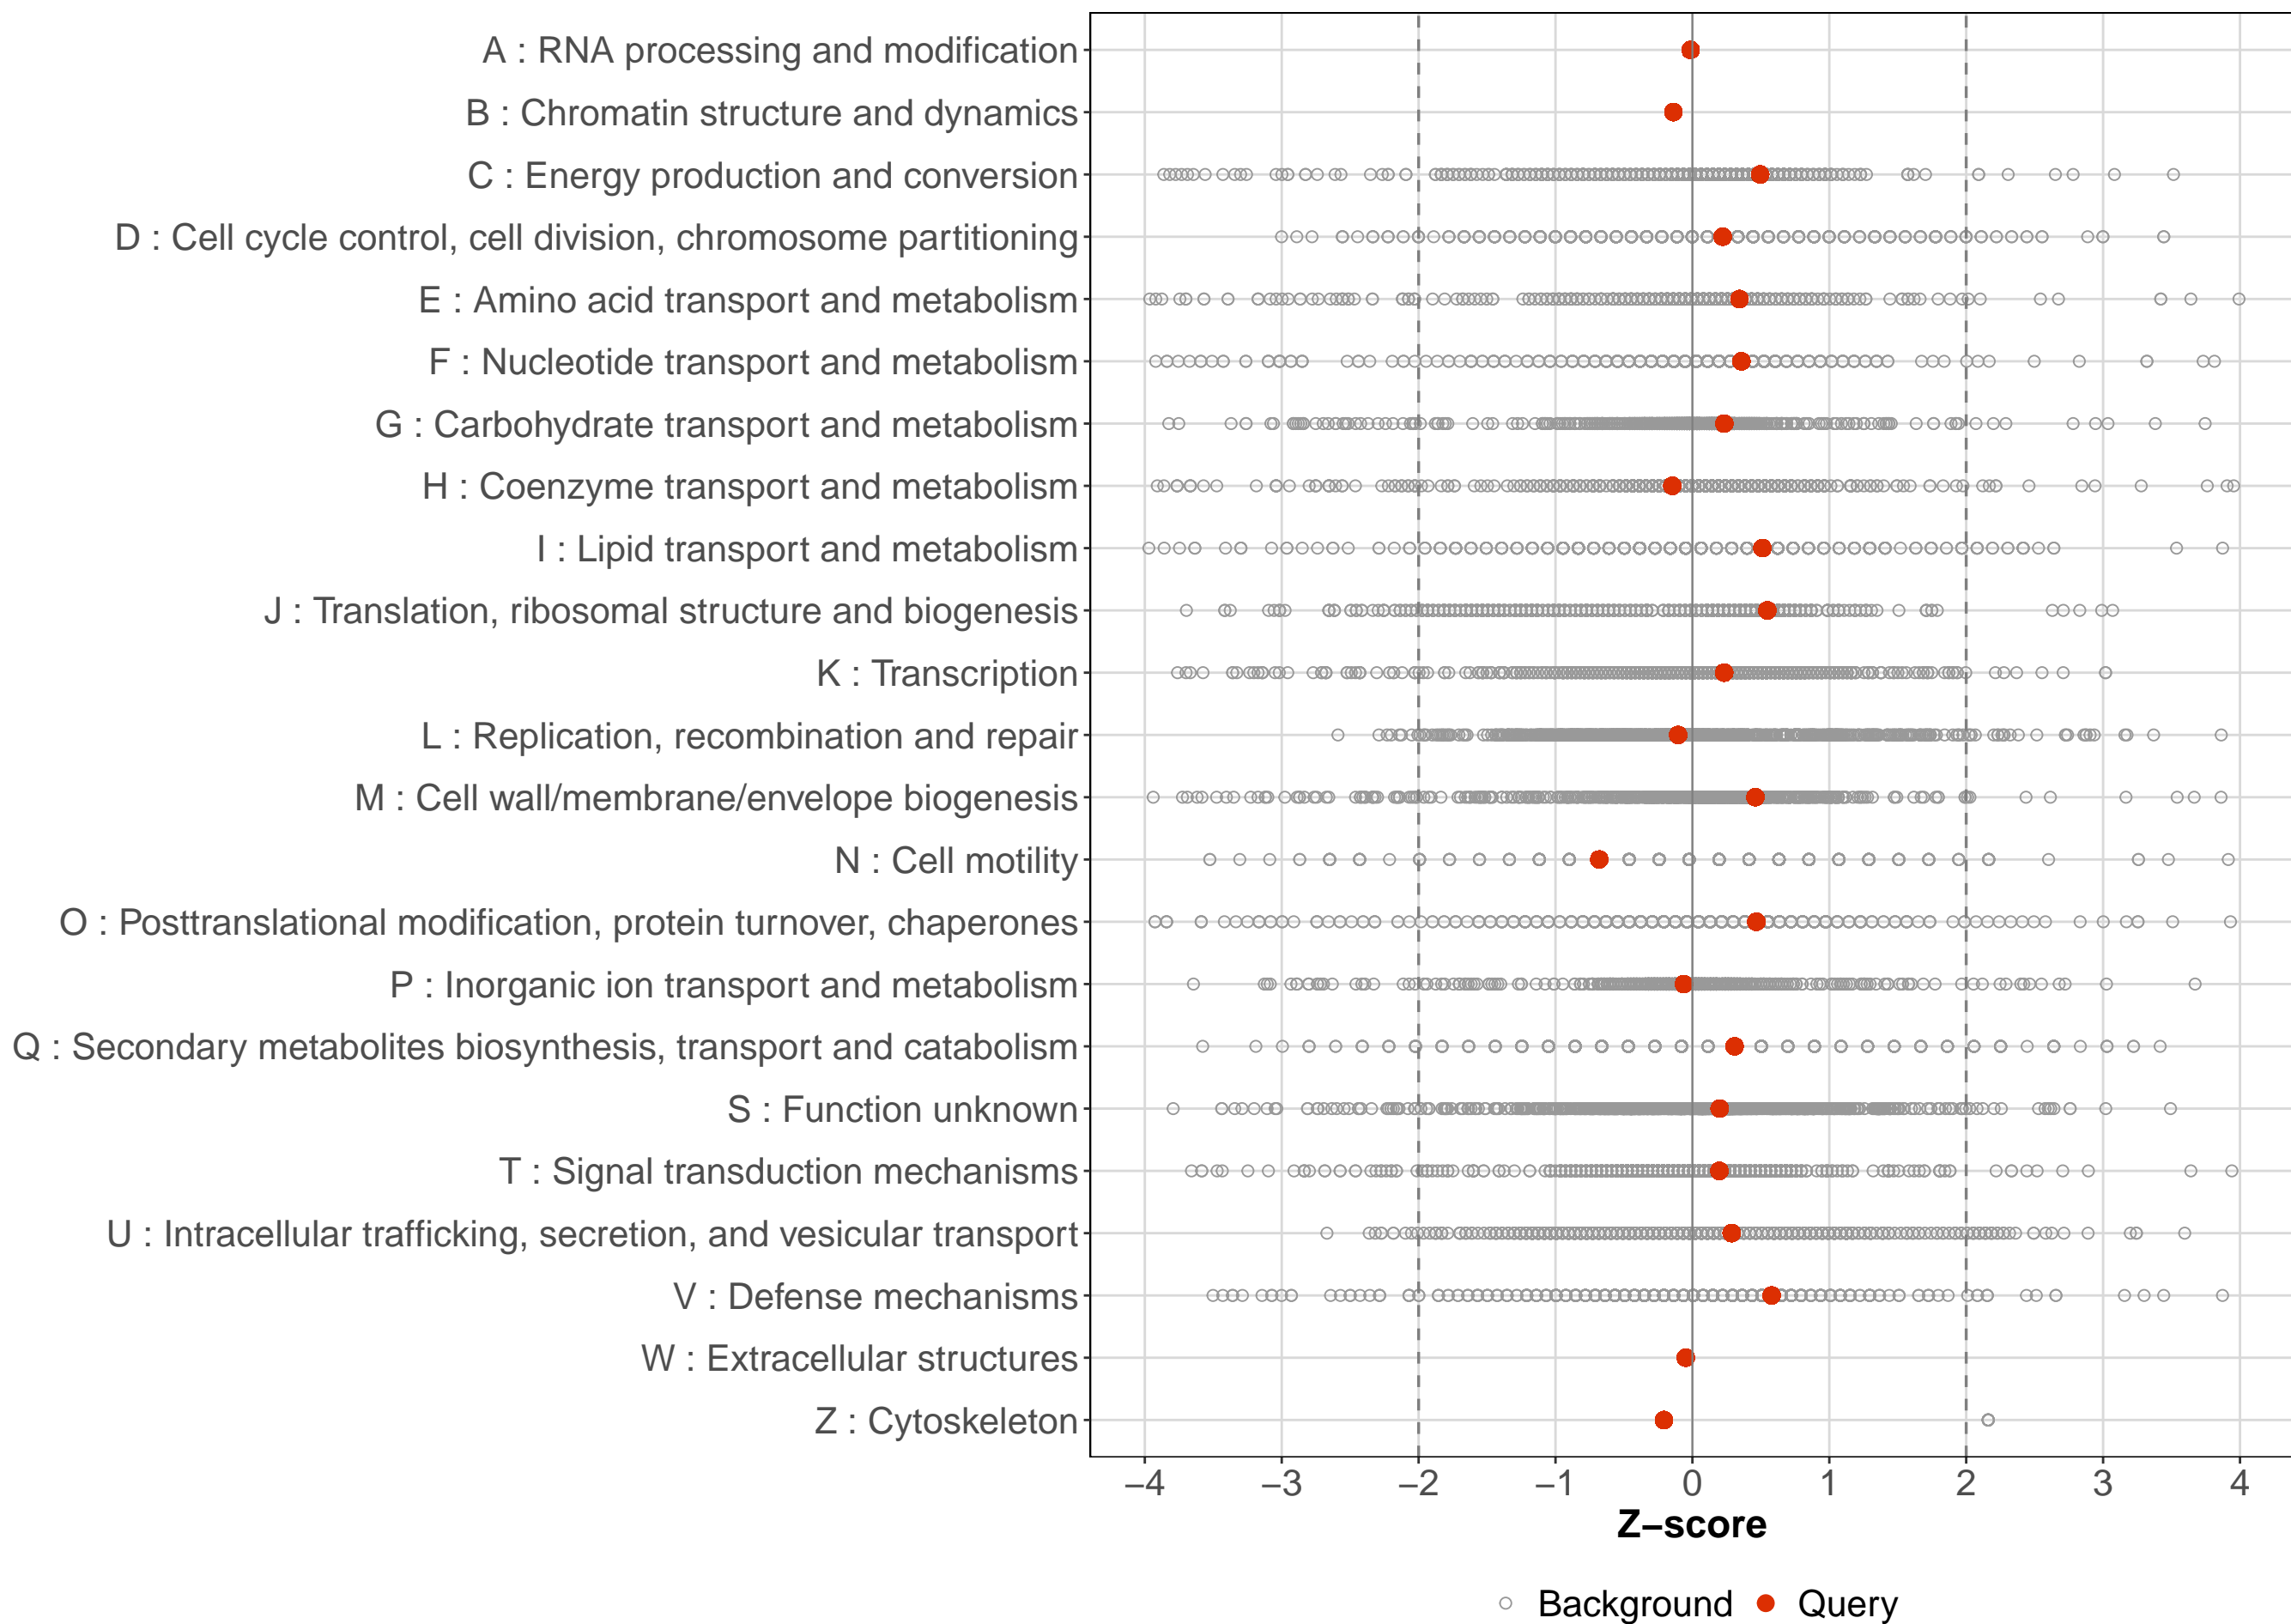 A : RNA processing and modification
B : Chromatin structure and dynamics
C : Energy production and conversion
D : Cell cycle control, cell division, chromosome partitioning
E : Amino acid transport and metabolism
F : Nucleotide transport and metabolism
G : Carbohydrate transport and metabolism
H : Coenzyme transport and metabolism
I : Lipid transport and metabolism
J : Translation, ribosomal structure and biogenesis
K : Transcription
L : Replication, recombination and repair
M : Cell wall/membrane/envelope biogenesis
N : Cell motility
O : Posttranslational modification, protein turnover, chaperones
P : Inorganic ion transport and metabolism
Q : Secondary metabolites biosynthesis, transport and catabolism
S : Function unknown
T : Signal transduction mechanisms
U : Intracellular trafficking, secretion, and vesicular transport
V : Defense mechanisms
W : Extracellular structures
Z : Cytoskeleton
−4 −3 −2 −1 0 1 2 3 4
Z−score
Background Query